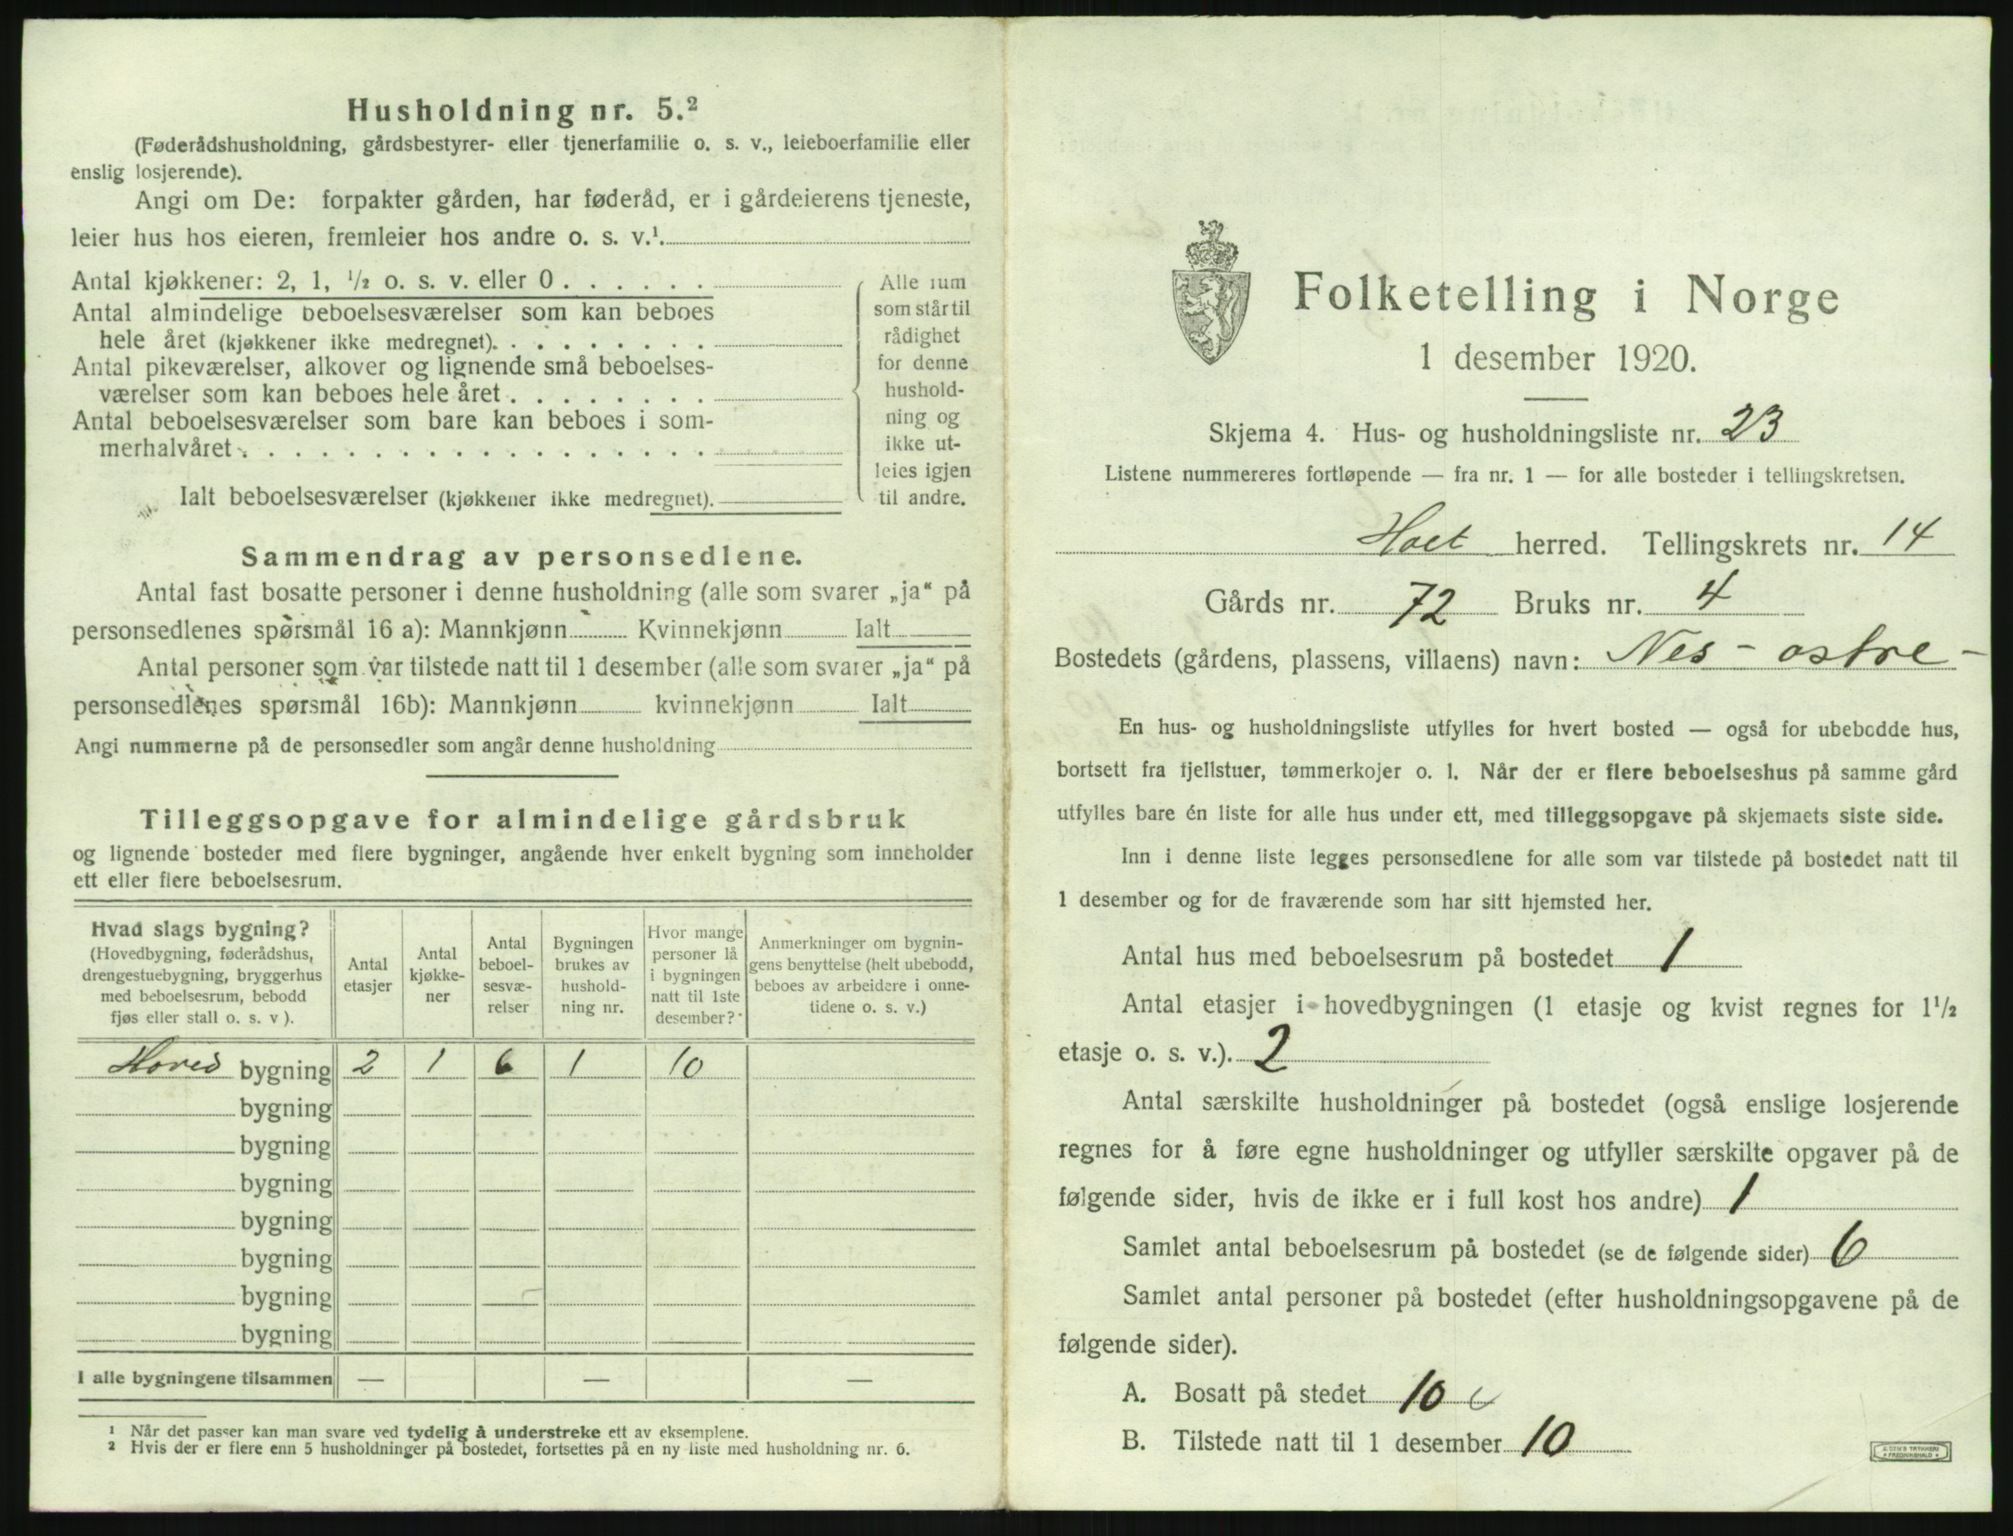 Husholdning nr. 5.²
(Føderådshusholdning, gårdsbestyrer- eller tjenerfamilie o. s. v., leieboerfamilie eller
enslig losjerende).
Angi om De: forpakter gården, har føderåd, er i gårdeierens tjeneste,
leier hus hos eieren, fremleier hos andre o. s. v.¹.
Antal kjøkkener: 2, 1, ½ o. s. v. eller 0 . . . . . .
Antal almindelige beboelsesværelser som kan beboes
hele året (kjøkkener ikke medregnet). . . . . . . . .
Antal pikeværelser, alkover og lignende små beboelses-
værelser som kan beboes hele året . . . . . . . .
Antal beboelsesværelser som bare kan beboes i som-
merhalvåret . . . . . . . . . . . . . . . . . .
Ialt beboelsesværelser (kjøkkener ikke medregnet).
Alle rum
som står til
rådighet
for denne
hushold-
ning og
ikke ut-
leies igjen
til andre.
Sammendrag av personsedlene.
Antal fast bosatte personer i denne husholdning (alle som svarer „ja“ på
personsedlenes spørsmål 16 a): Mannkjønn Kvinnekjønn Ialt
Antal personer som var tilstede natt til 1 desember (alle som svarer „ja“ på
personsedlenes spørsmål 16b): Mannkjønn kvinnekjønn Ialt
Angi nummerne på de personsedler som angår denne husholdning
Tilleggsopgave for almindelige gårdsbruk
og lignende bosteder med flere bygninger, angående hver enkelt bygning som inneholder
ett eller flere beboelsesrum.
Hvad slags bygning?
(Hovedbygning, føderådshus,
drengestuebygning, bryggerhus
med beboelsesrum, bebodd
fjøs eller stall o. s. v ).
Antal
etasjer
Antal
kjøkke-
ner
Antal
beboel-
sesvæ-
relser
Bygningen
brukes av
hushold-
ning nr.
Hvor mange
personer lå
i bygningen
natt til 1ste
desember?
Anmerkninger om bygnin-
gens benyttelse (helt ubebodd,
beboes av arbeidere i onne-
tidene o. s. v.)
Hoved bygning 2 1 6 1 10
bygning
bygning
bygning
bygning
bygning
bygning
bygning
I alle bygningene tilsammen — — —
¹ Når det passer kan man svare ved tydelig å understreke ett av eksemplene.
² Hvis der er flere enn 5 husholdninger på bostedet, fortsettes på en ny liste med husholdning nr. 6.
Folketelling i Norge
1 desember 1920.
Skjema 4. Hus- og husholdningsliste nr. 23
Listene nummereres fortløpende — fra nr. 1 — for alle bosteder i tellingskretsen.
Holt herred. Tellingskrets nr. 14
Gårds nr. 72 Bruks nr. 4
Bostedets (gårdens, plassens, villaens) navn: Nes - østre -
En hus- og husholdningsliste utfylles for hvert bosted — også for ubebodde hus,
bortsett fra fjellstuer, tømmerkojer o. l. Når der er flere beboelseshus på samme gård
utfylles bare én liste for alle hus under ett, med tilleggsopgave på skjemaets siste side.
Inn i denne liste legges personsedlene for alle som var tilstede på bostedet natt til
1 desember og for de fraværende som har sitt hjemsted her.
Antal hus med beboelsesrum på bostedet 1
Antal etasjer i hovedbygningen (1 etasje og kvist regnes for 1½
etasje o. s. v.). 2
Antal særskilte husholdninger på bostedet (også enslige losjerende
regnes for å føre egne husholdninger og utfyller særskilte opgaver på de
følgende sider, hvis de ikke er i full kost hos andre) 1
Samlet antal beboelsesrum på bostedet (se de følgende sider) 6
Samlet antal personer på bostedet (efter husholdningsopgavene på de
følgende sider).
A. Bosatt på stedet 10
B. Tilstede natt til 1 desember 10